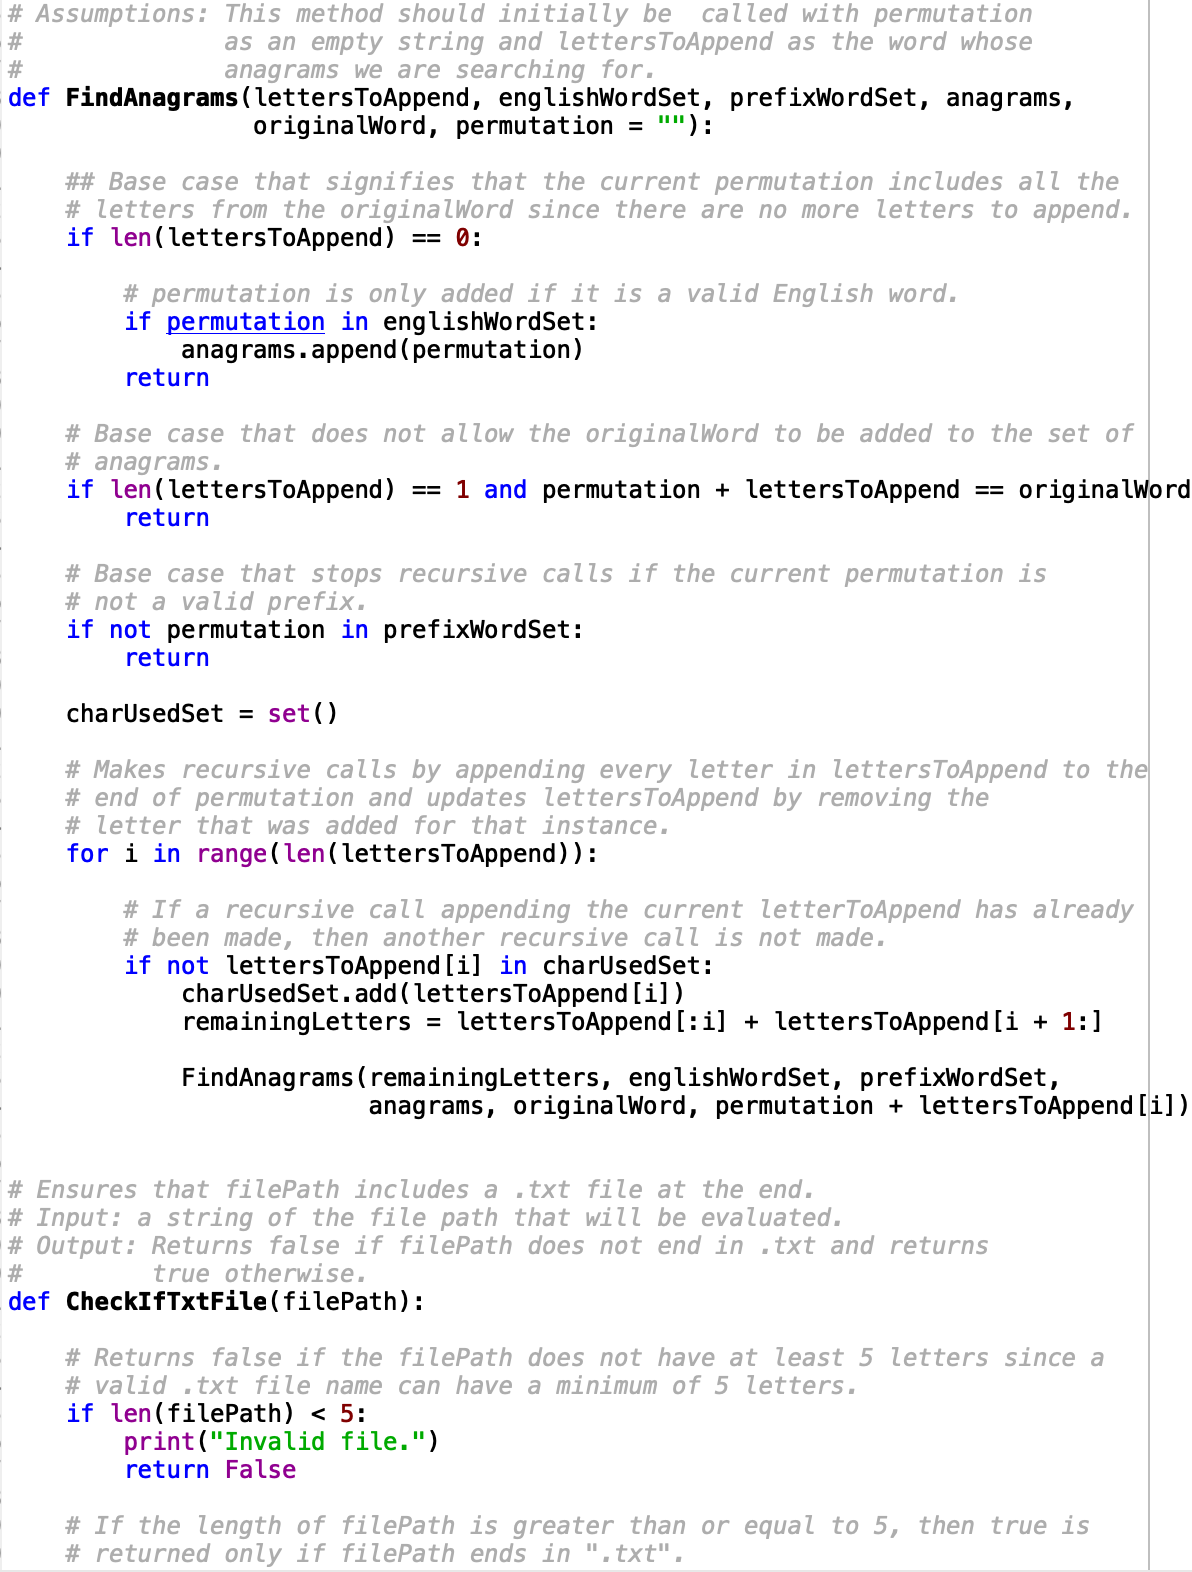 # Assumptions: This method should initially be  called with permutation
#              as an empty string and lettersToAppend as the word whose
#              anagrams we are searching for.
def FindAnagrams(lettersToAppend, englishWordSet, prefixWordSet, anagrams,
                 originalWord, permutation = ""):
    ## Base case that signifies that the current permutation includes all the
    # letters from the originalWord since there are no more letters to append.
    if len(lettersToAppend) == 0:
        # permutation is only added if it is a valid English word.
        if permutation in englishWordSet:
            anagrams.append(permutation)
        return
    # Base case that does not allow the originalWord to be added to the set of
    # anagrams.
    if len(lettersToAppend) == 1 and permutation + lettersToAppend == originalWord
        return
    # Base case that stops recursive calls if the current permutation is
    # not a valid prefix.
    if not permutation in prefixWordSet:
        return
    charUsedSet = set()
    # Makes recursive calls by appending every letter in lettersToAppend to the
    # end of permutation and updates lettersToAppend by removing the
    # letter that was added for that instance.
    for i in range(len(lettersToAppend)):
        # If a recursive call appending the current letterToAppend has already
        # been made, then another recursive call is not made.
        if not lettersToAppend[i] in charUsedSet:
            charUsedSet.add(lettersToAppend[i])
            remainingLetters = lettersToAppend[:i] + lettersToAppend[i + 1:]
            FindAnagrams(remainingLetters, englishWordSet, prefixWordSet,
                         anagrams, originalWord, permutation + lettersToAppend[i])
# Ensures that filePath includes a .txt file at the end.
# Input: a string of the file path that will be evaluated.
# Output: Returns false if filePath does not end in .txt and returns
#         true otherwise.
def CheckIfTxtFile(filePath):
    # Returns false if the filePath does not have at least 5 letters since a
    # valid .txt file name can have a minimum of 5 letters.
    if len(filePath) < 5:
        print("Invalid file.")
        return False
    # If the length of filePath is greater than or equal to 5, then true is
    # returned only if filePath ends in ".txt".